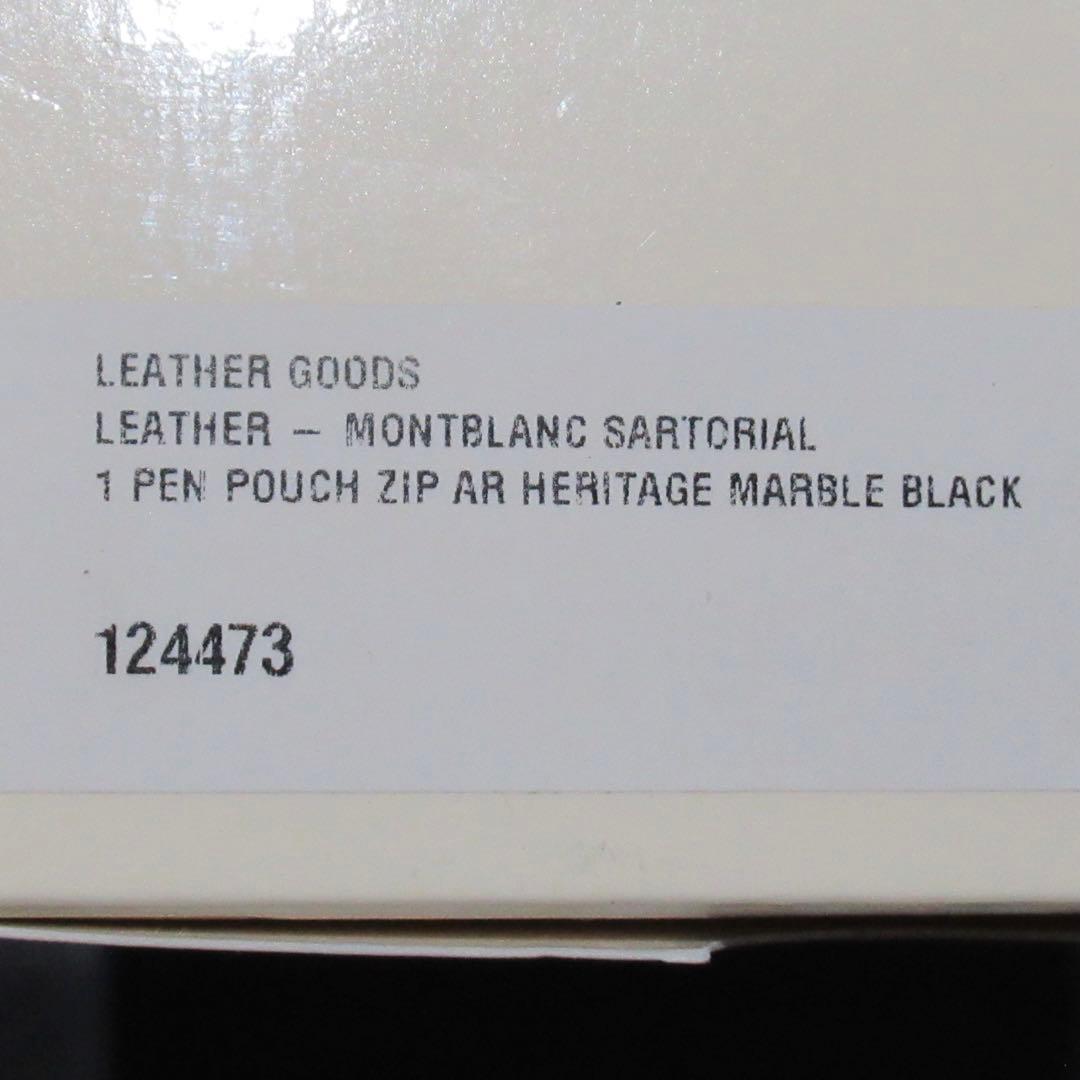 LEATHER GOODS
LEATHER – MONTBLANC SARTORIAL
1 PEN POUCH ZIP AR HERITAGE MARBLE BLACK
124473